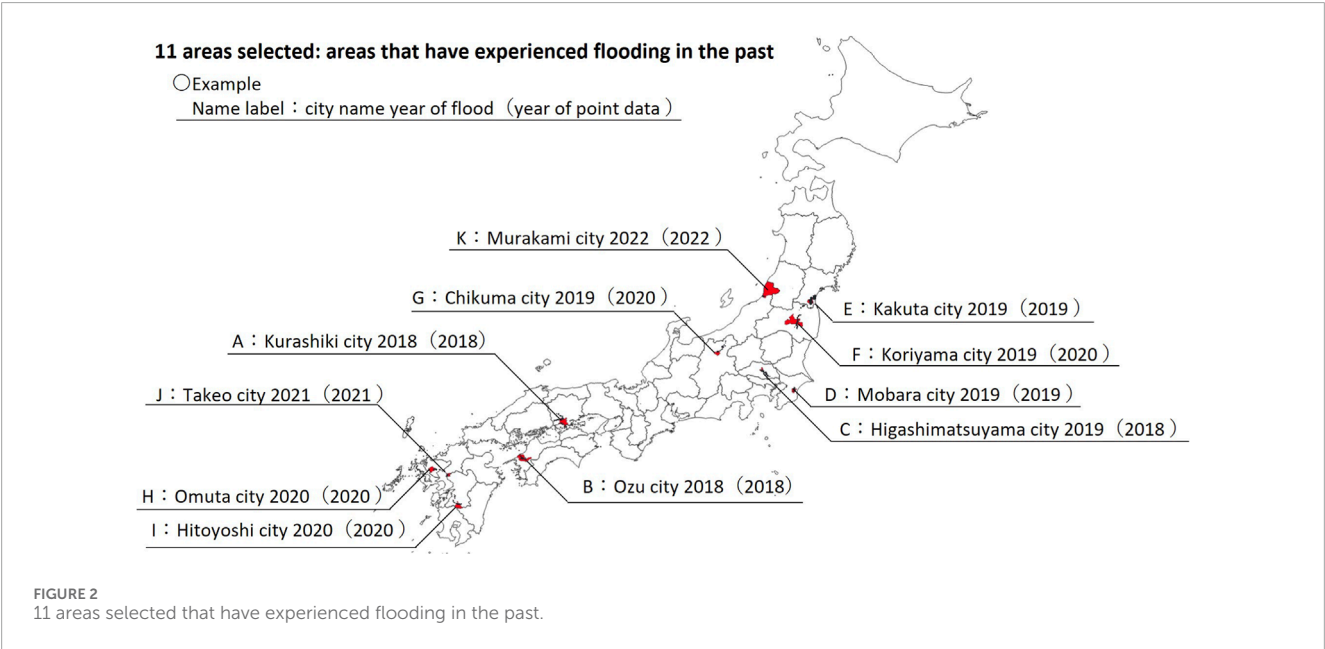 11 areas selected: areas that have experienced flooding in the past
○Example
Name label：city name year of flood（year of point data）
K：Murakami city 2022（2022）
G：Chikuma city 2019（2020）
E：Kakuta city 2019（2019）
A：Kurashiki city 2018（2018）
F：Koriyama city 2019（2020）
J：Takeo city 2021（2021）
D：Mobara city 2019（2019）
C：Higashimatsuyama city 2019（2018）
H：Omuta city 2020（2020）
B：Ozu city 2018（2018）
I：Hitoyoshi city 2020（2020）
FIGURE 2
11 areas selected that have experienced flooding in the past.